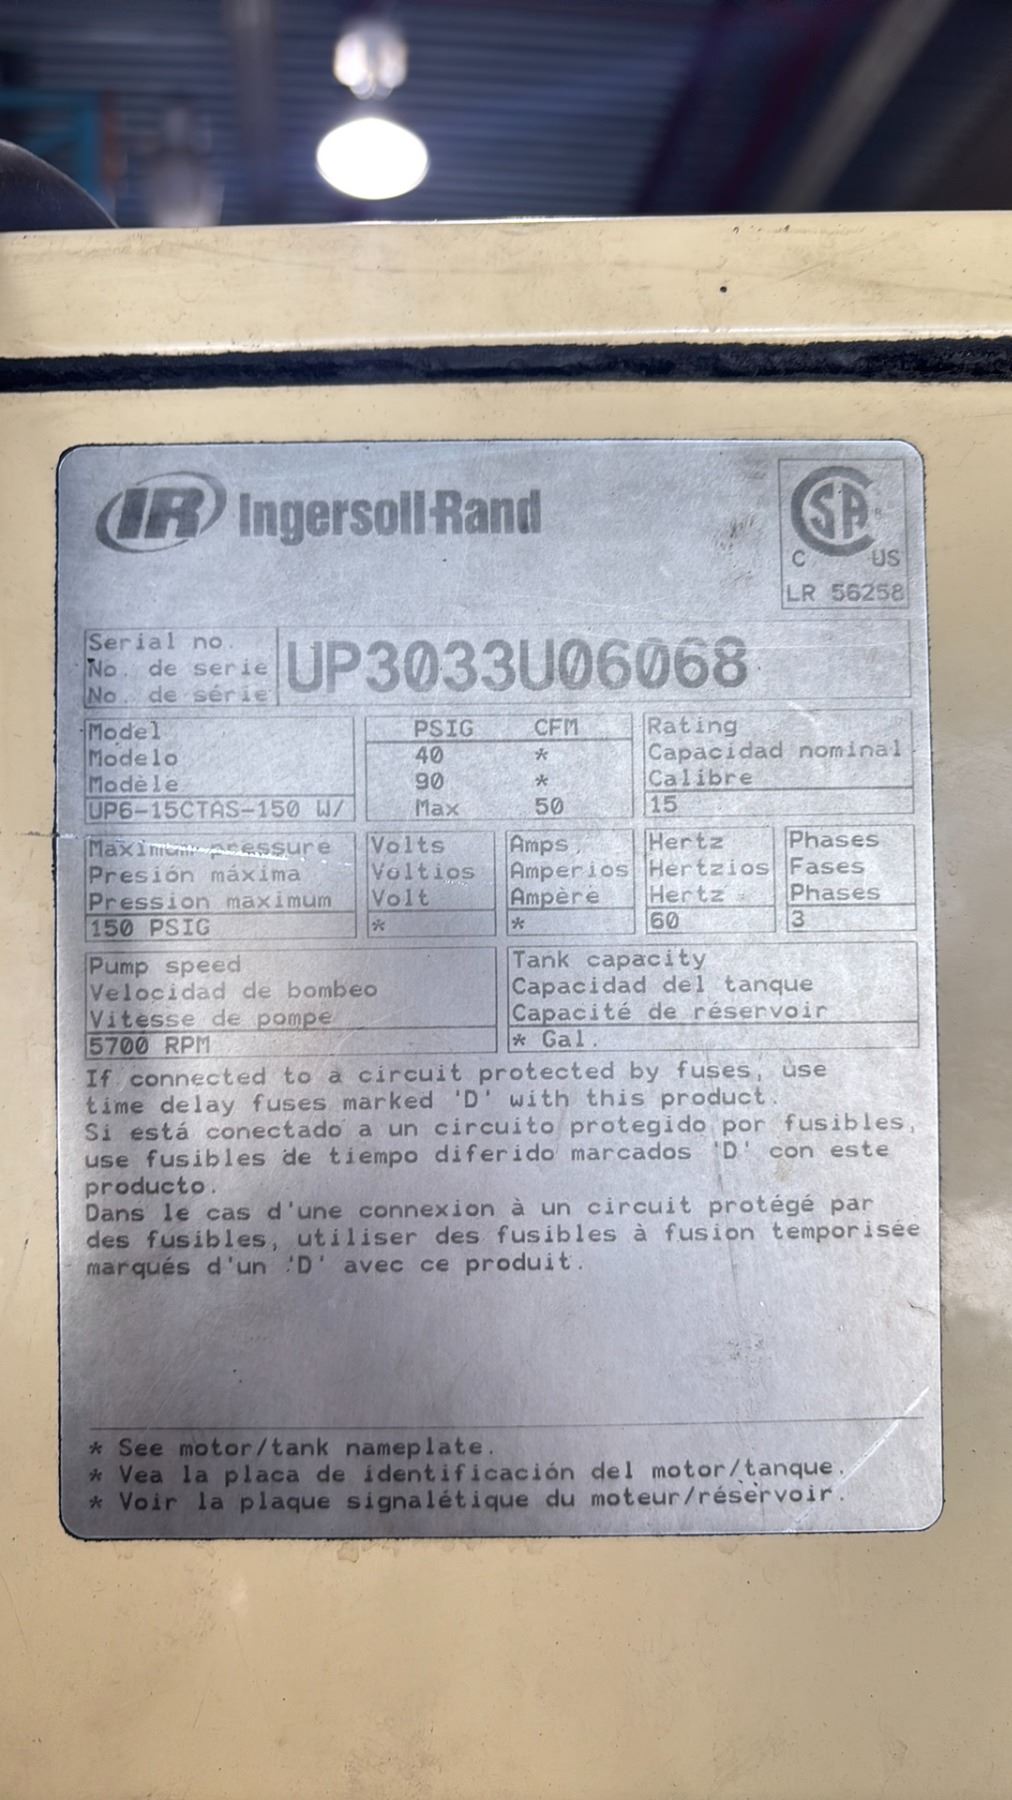 IR Ingersoll-Rand
CSA
C US
LR 56258
Serial no.
No. de serie
No. de série
UP3033U06068
Model
Modelo
Modèle
UP6-15CTAS-150 W/
PSIG CFM
40 *
90 *
Max 50
Rating
Capacidad nominal
Calibre
15
Maximum pressure
Presión máxima
Pression maximum
150 PSIG
Volts
Voltios
Volt
*
Amps.
Amperios
Ampère
*
Hertz
Hertzios
Hertz
60
Phases
Fases
Phases
3
Pump speed
Velocidad de bombeo
Vitesse de pompe
5700 RPM
Tank capacity
Capacidad del tanque
Capacité de réservoir
* Gal.
If connected to a circuit protected by fuses, use
time delay fuses marked 'D' with this product.
Si está conectado a un circuito protegido por fusibles,
use fusibles de tiempo diferido marcados 'D' con este
producto.
Dans le cas d'une connexion à un circuit protégé par
des fusibles, utiliser des fusibles à fusion temporisée
marqués d'un 'D' avec ce produit.
* See motor/tank nameplate.
* Vea la placa de identificación del motor/tanque.
* Voir la plaque signalétique du moteur/réservoir.